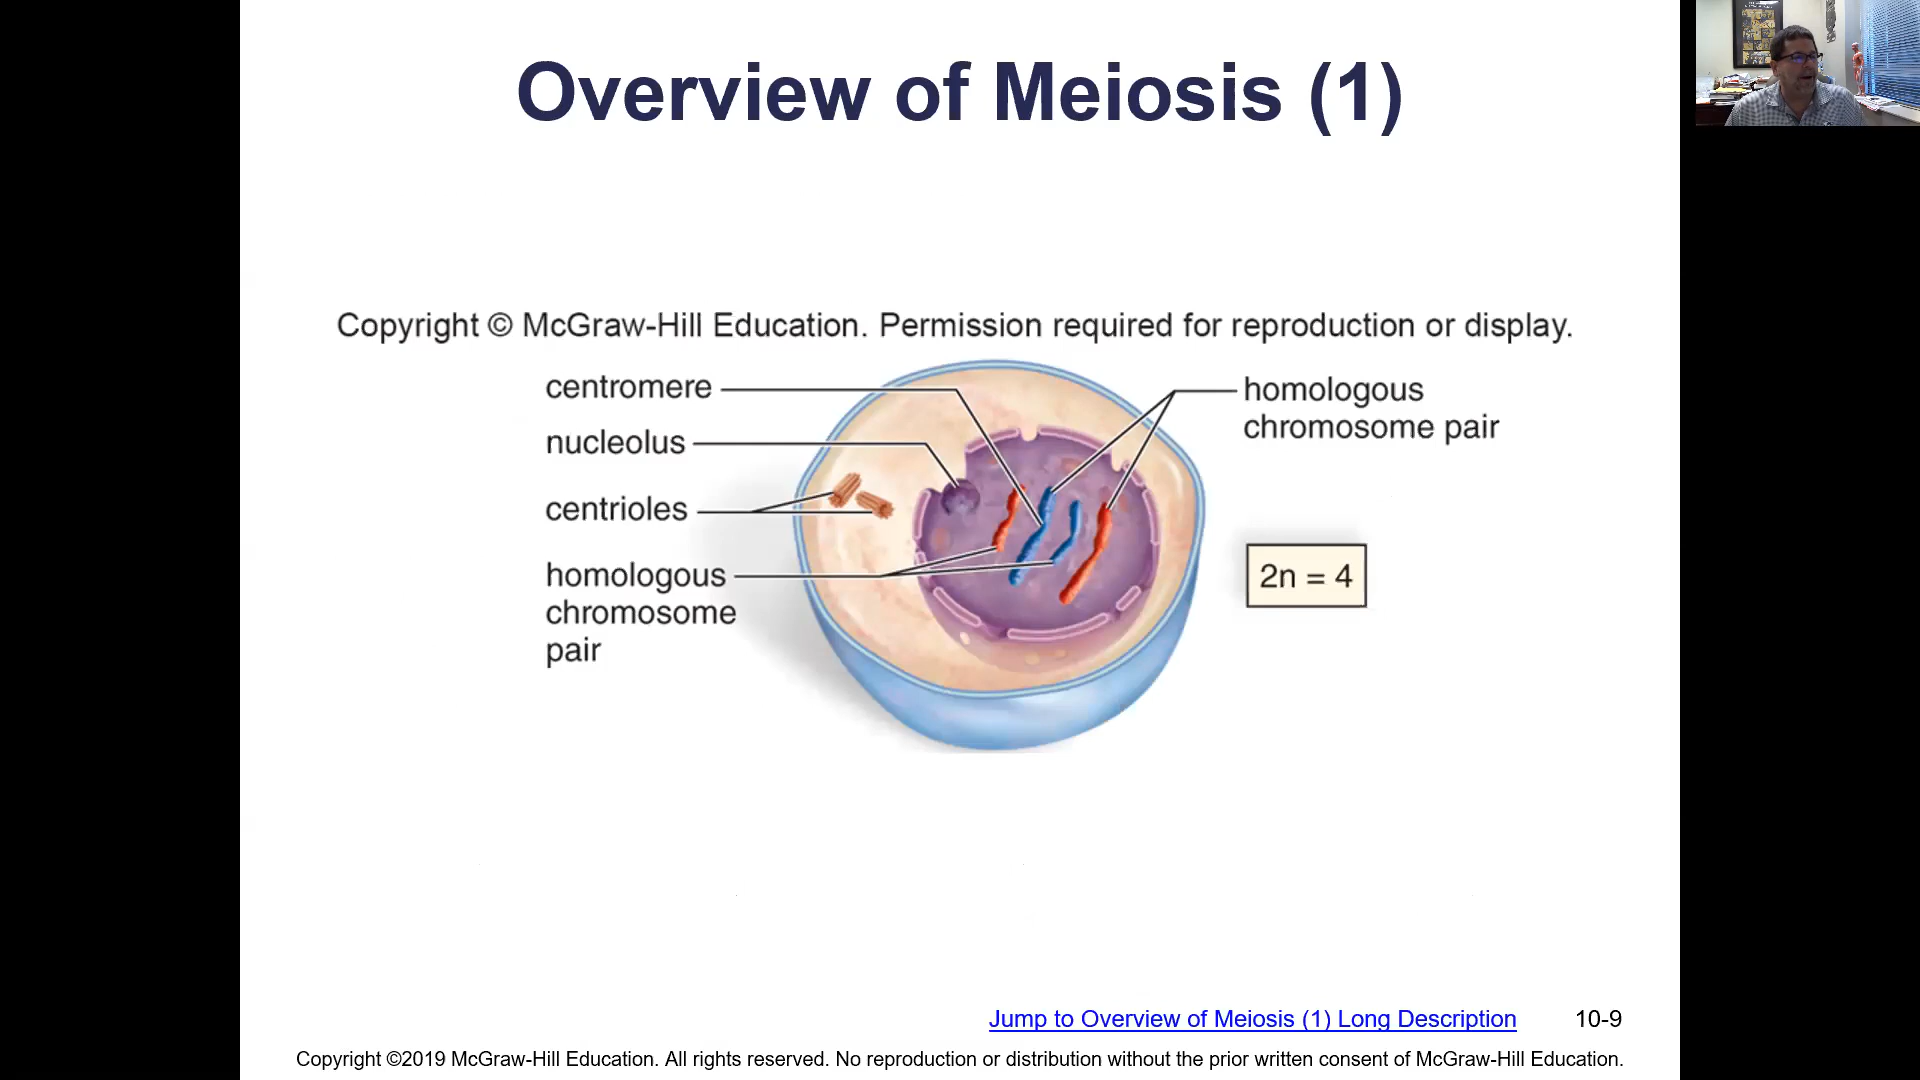 Overview of Meiosis (1)
Copyright © McGraw-Hill Education. Permission required for reproduction or display.
centromere
nucleolus
centrioles
homologous
chromosome
pair
homologous
chromosome pair
2n = 4
Jump to Overview of Meiosis (1) Long Description
10-9
Copyright ©2019 McGraw-Hill Education. All rights reserved. No reproduction or distribution without the prior written consent of McGraw-Hill Education.